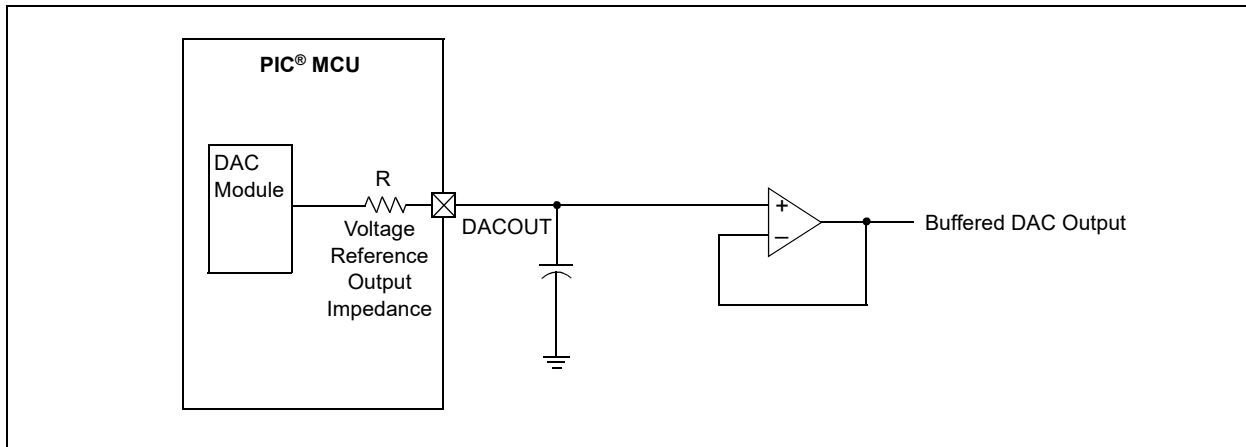 PIC® MCU
DAC
Module
R
Voltage
Reference
Output
Impedance
DACOUT
+
–
Buffered DAC Output